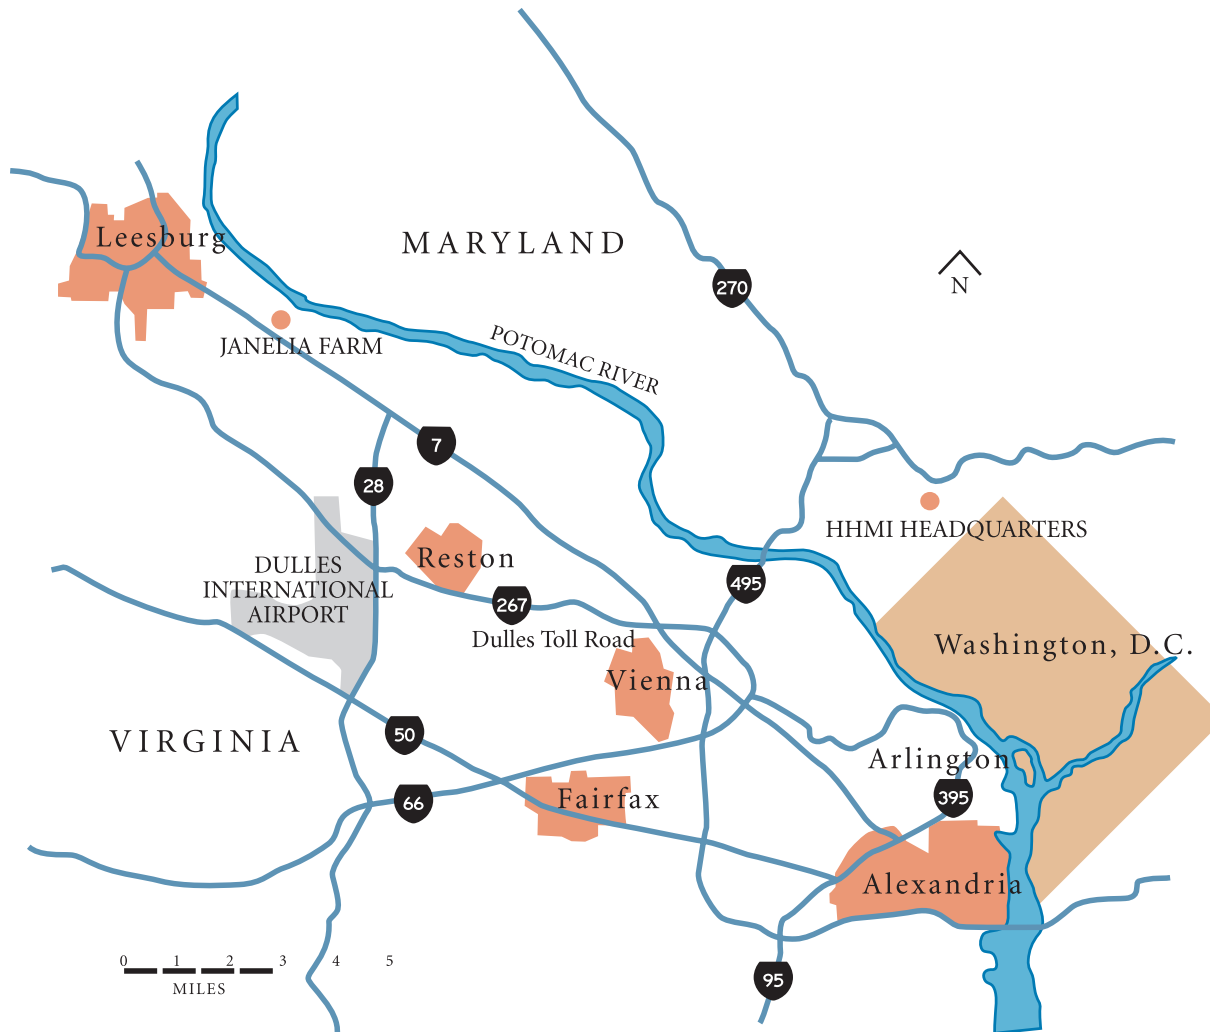 Leesburg
MARYLAND
270
N
JANELIA FARM
POTOMAC RIVER
7
28
HHMI HEADQUARTERS
Reston
DULLES
INTERNATIONAL
AIRPORT
495
267
Dulles Toll Road
Washington, D.C.
Vienna
50
VIRGINIA
Arlington
66
Fairfax
395
Alexandria
0 1 2 3 4 5
MILES
95